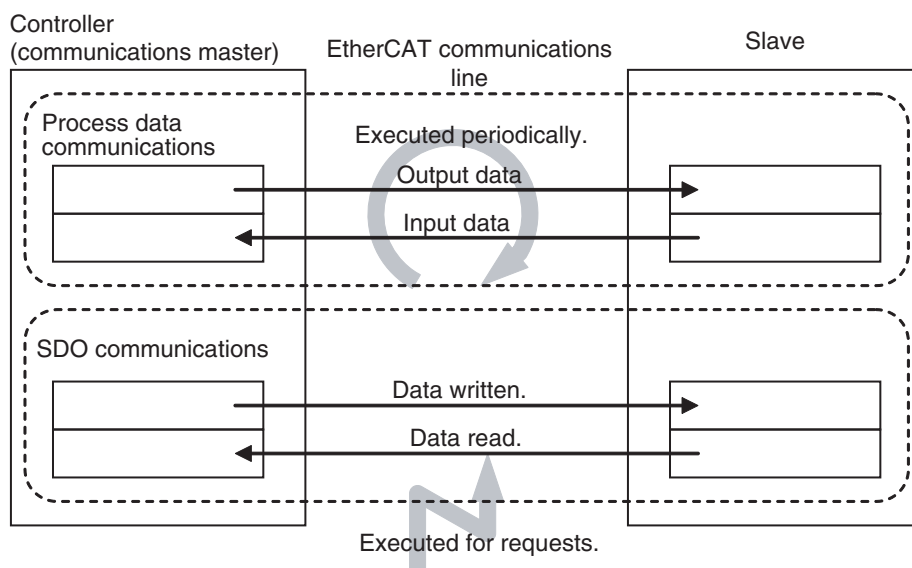 Controller
(communications master)
EtherCAT communications
line
Slave
Process data
communications
Executed periodically.
Output data
Input data
SDO communications
Data written.
Data read.
Executed for requests.